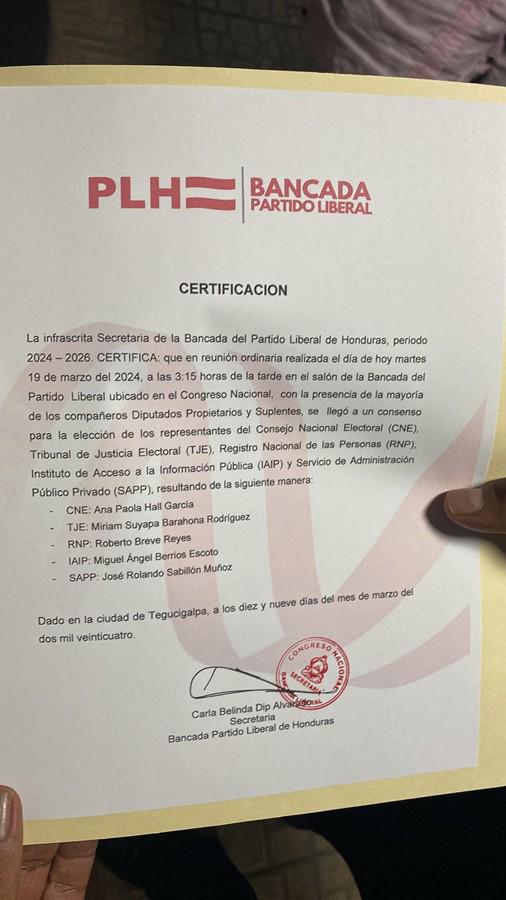 PLH
BANCADA
PARTIDO LIBERAL
CERTIFICACION
La infrascrita Secretaria de la Bancada del Partido Liberal de Honduras, periodo
2024 – 2026. CERTIFICA: que en reunión ordinaria realizada el día de hoy martes
19 de marzo del 2024, a las 3:15 horas de la tarde en el salón de la Bancada del
Partido Liberal ubicado en el Congreso Nacional, con la presencia de la mayoría
de los compañeros Diputados Propietarios y Suplentes, se llegó a un consenso
para la elección de los representantes del Consejo Nacional Electoral (CNE),
Tribunal de Justicia Electoral (TJE), Registro Nacional de las Personas (RNP),
Instituto de Acceso a la Información Pública (IAIP) y Servicio de Administración
Público Privado (SAPP), resultando de la siguiente manera:
- CNE: Ana Paola Hall García
- TJE: Miriam Suyapa Barahona Rodríguez
- RNP: Roberto Breve Reyes
- IAIP: Miguel Ángel Berrios Escoto
- SAPP: José Rolando Sabillón Muñoz
Dado en la ciudad de Tegucigalpa, a los diez y nueve días del mes de marzo del
dos mil veinticuatro.
CONGRESO NACIONAL
SECRETARIA
Carla Belinda Dip Alvarado
Secretaria
Bancada Partido Liberal de Honduras